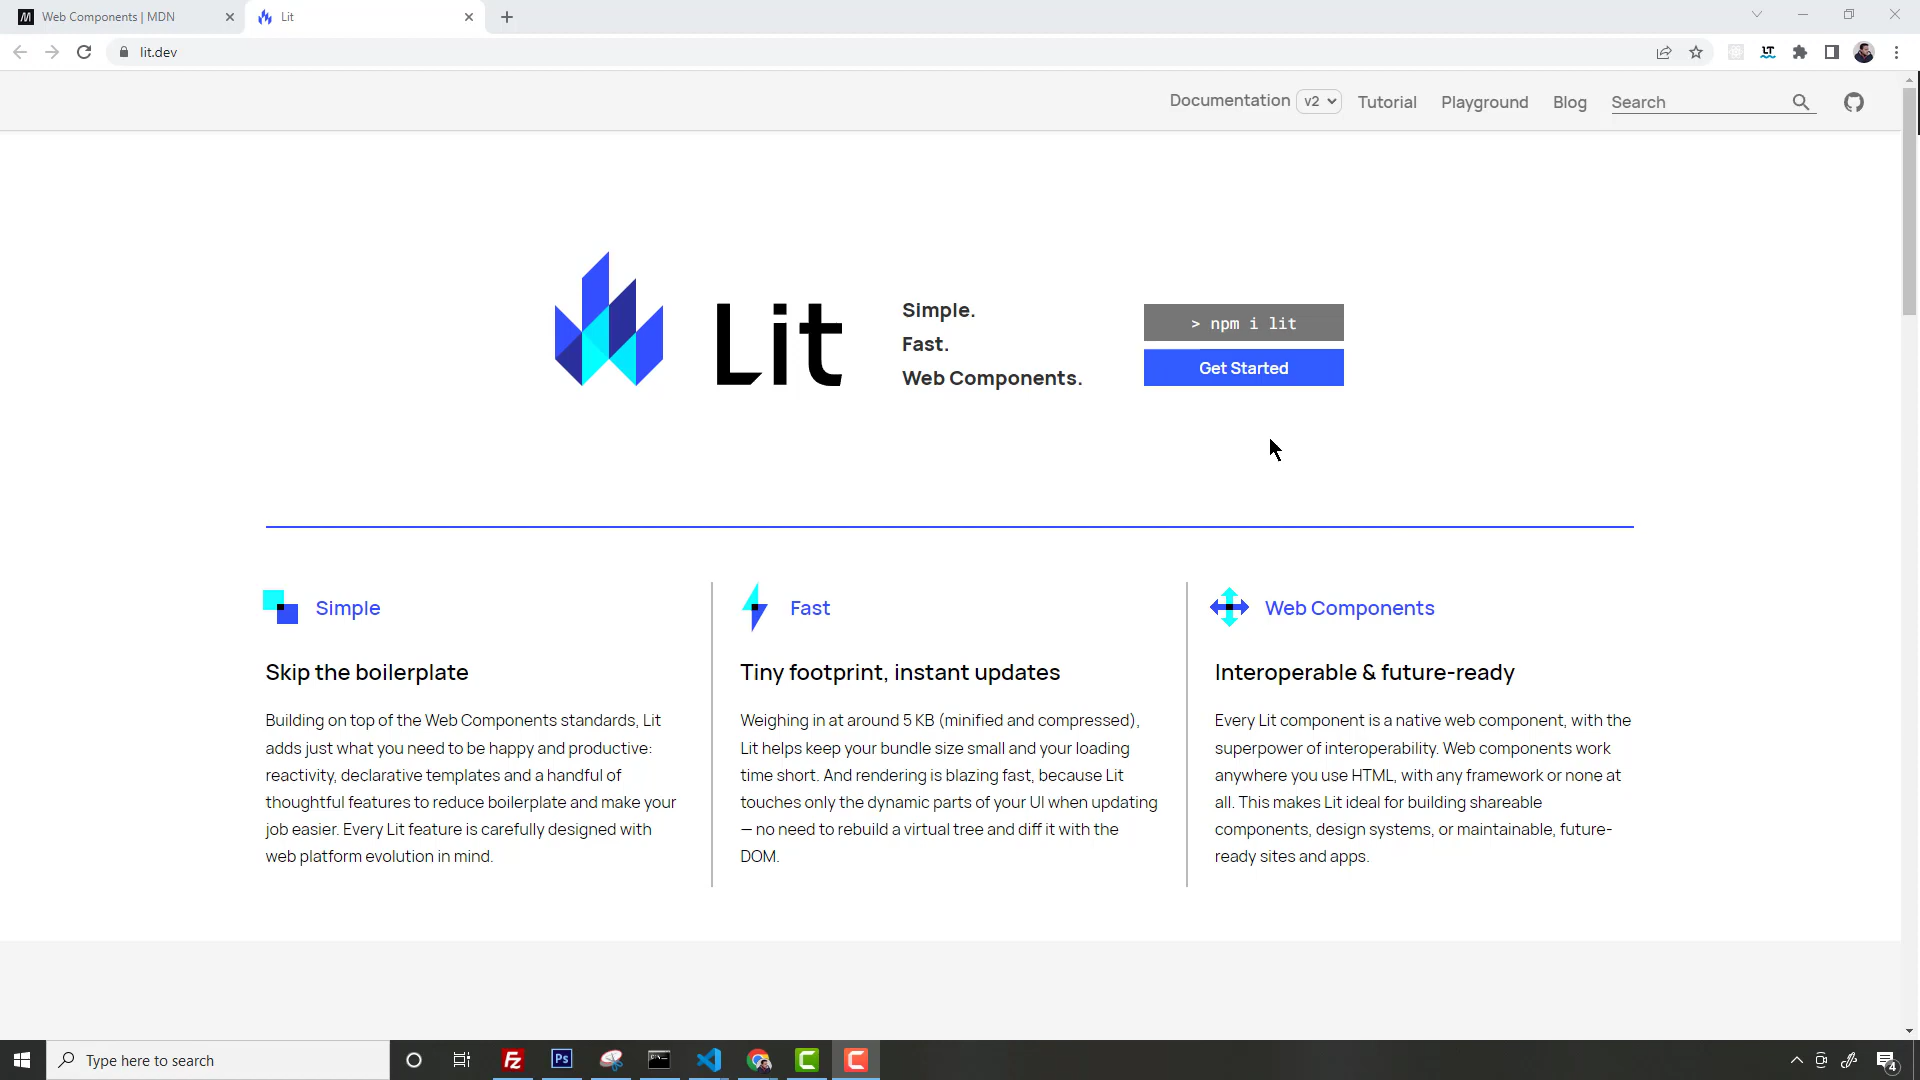 Web Components | MDN
Lit
lit.dev
Documentation v2 Tutorial Playground Blog Search
Lit
Simple.
Fast.
Web Components.
> npm i lit
Get Started
Simple
Skip the boilerplate
Building on top of the Web Components standards, Lit
adds just what you need to be happy and productive:
reactivity, declarative templates and a handful of
thoughtful features to reduce boilerplate and make your
job easier. Every Lit feature is carefully designed with
web platform evolution in mind.
Fast
Tiny footprint, instant updates
Weighing in at around 5 KB (minified and compressed),
Lit helps keep your bundle size small and your loading
time short. And rendering is blazing fast, because Lit
touches only the dynamic parts of your UI when updating
— no need to rebuild a virtual tree and diff it with the
DOM.
Web Components
Interoperable & future-ready
Every Lit component is a native web component, with the
superpower of interoperability. Web components work
anywhere you use HTML, with any framework or none at
all. This makes Lit ideal for building shareable
components, design systems, or maintainable, future-
ready sites and apps.
Type here to search
Fz
Ps
4